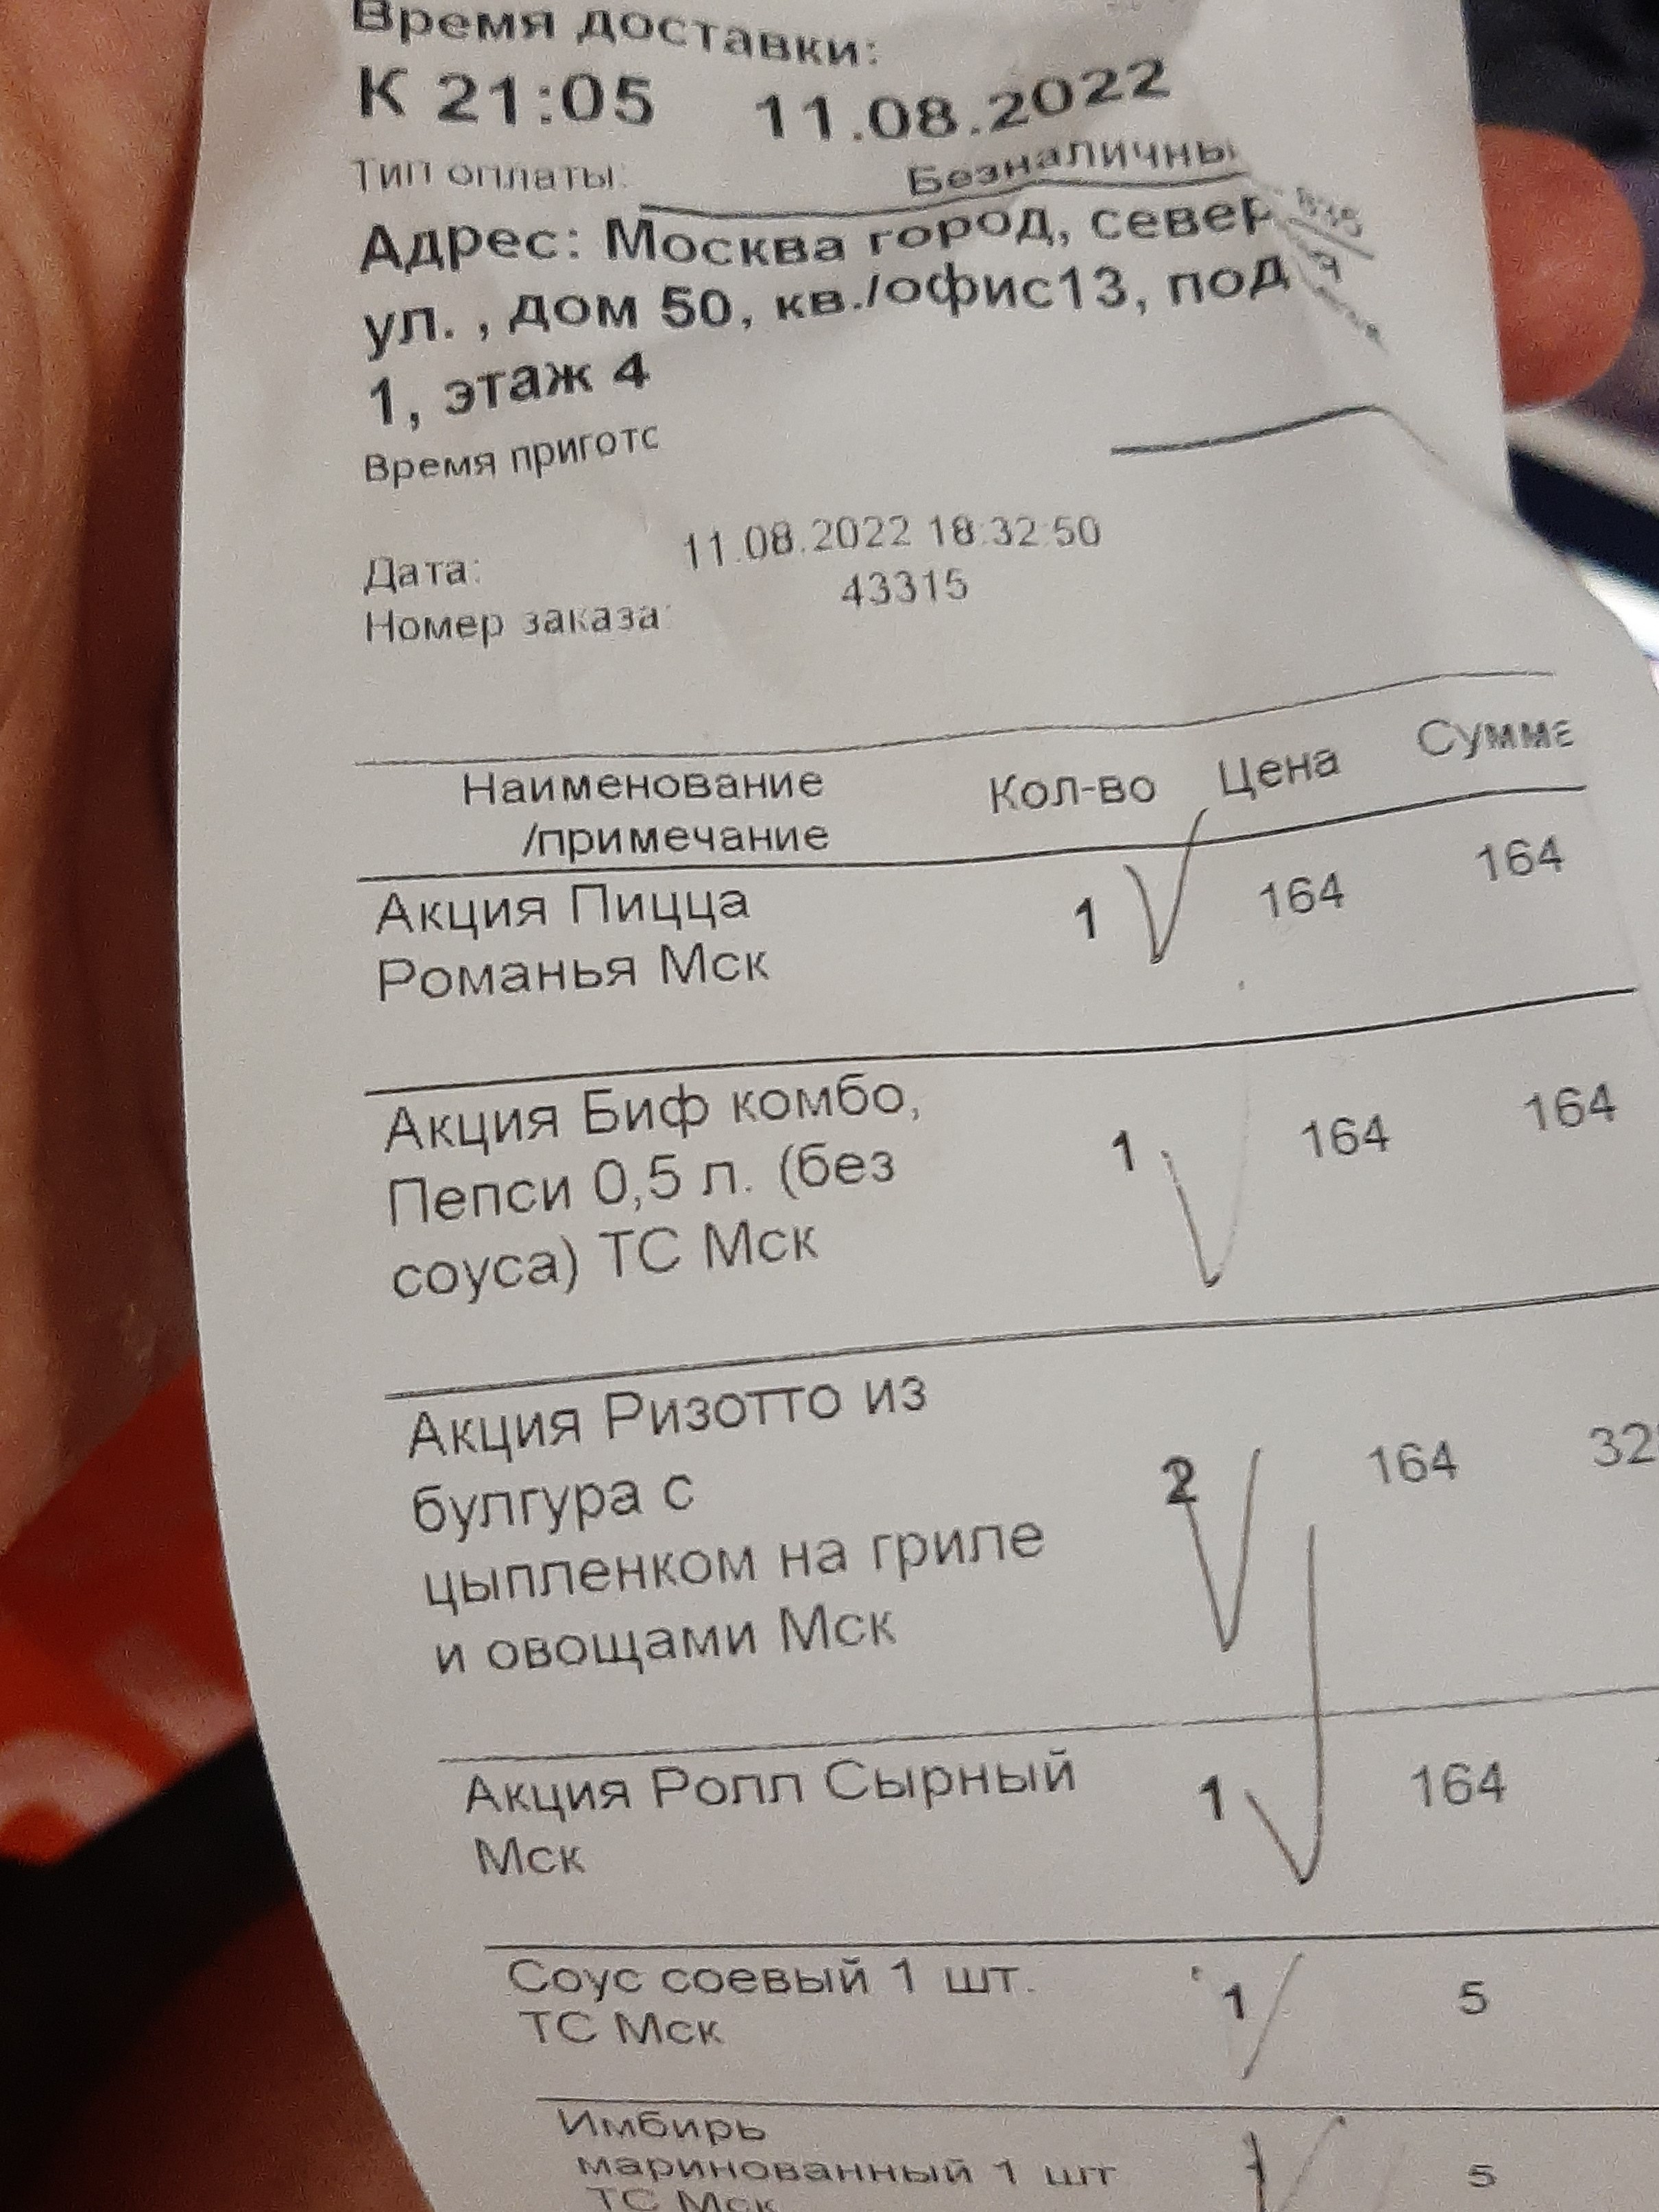 Время доставки:
К 21:05 11.08.2022
Тип оплаты: Безналичны
Адрес: Москва город, север
ул. , дом 50, кв./офис13, под
1, этаж 4
Время приготс
Дата: 11.08.2022 18:32:50
Номер заказа: 43315
Наименование Кол-во Цена Сумма
/примечание
Акция Пицца 1 164 164
Романья Мск
Акция Биф комбо, 1 164 164
Пепси 0,5 л. (без
соуса) ТС Мск
Акция Ризотто из 2 164 32
булгура с
цыпленком на гриле
и овощами Мск
Акция Ролл Сырный 1 164
Мск
Соус соевый 1 шт. 1 5
ТС Мск
Имбирь
маринованный 1 шт 1 5
ТС Мск